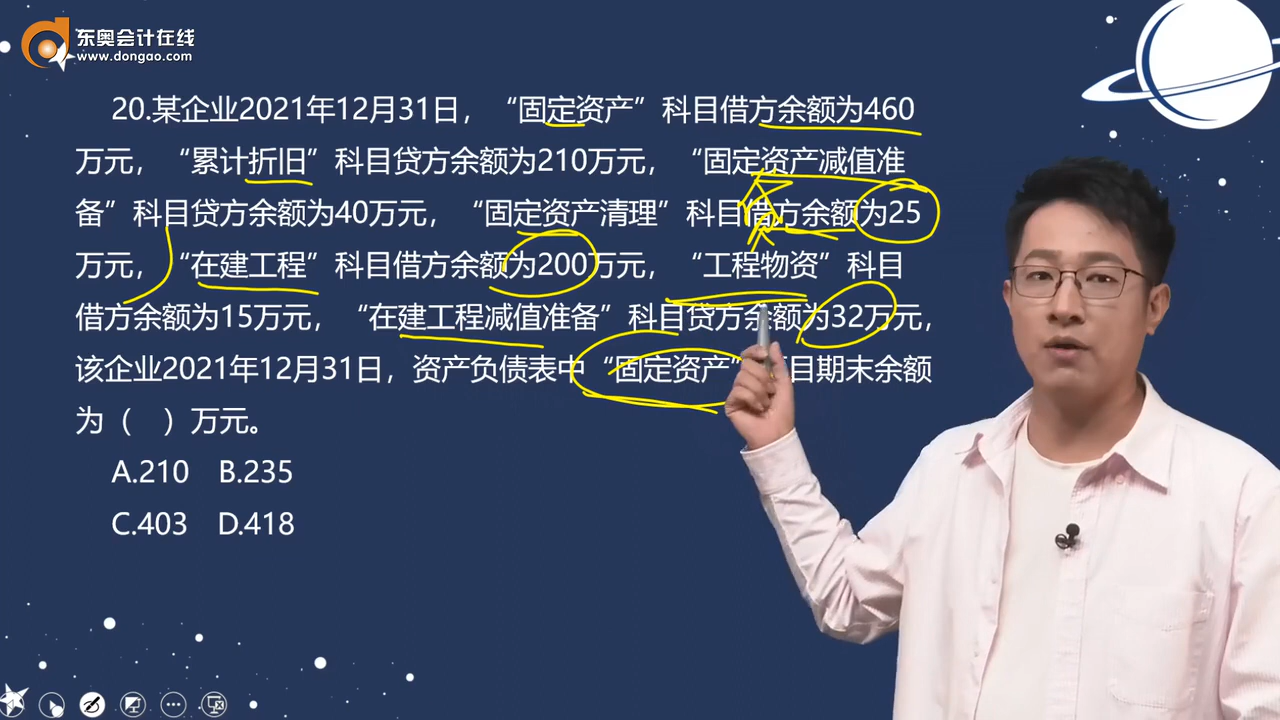 东奥会计在线
www.dongao.com
20.某企业2021年12月31日，“固定资产”科目借方余额为460
万元，“累计折旧”科目贷方余额为210万元，“固定资产减值准
备”科目贷方余额为40万元，“固定资产清理”科目借方余额为25
万元，“在建工程”科目借方余额为200万元，“工程物资”科目
借方余额为15万元，“在建工程减值准备”科目贷方余额为32万元，
该企业2021年12月31日，资产负债表中“固定资产”目期末余额
为（ ）万元。
A.210 B.235
C.403 D.418